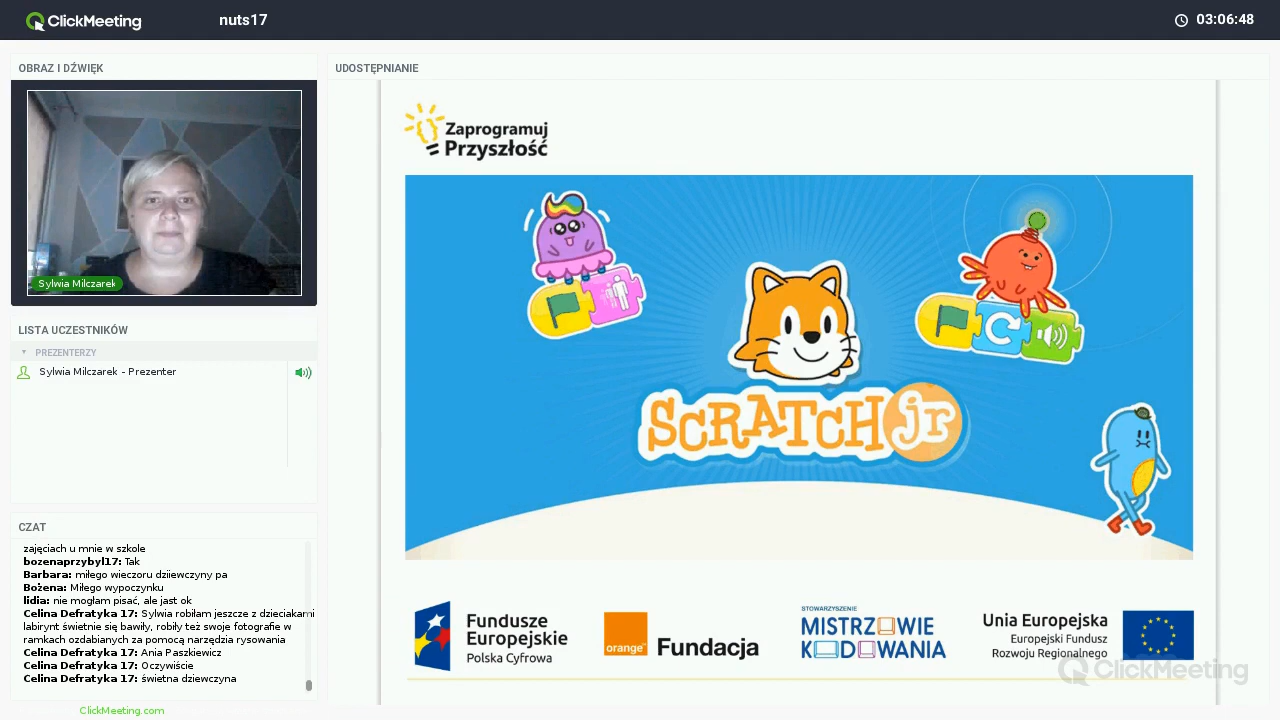 ClickMeeting
nuts17
03:06:48
OBRAZ I DŹWIĘK
Sylwia Milczarek
LISTA UCZESTNIKÓW
PREZENTERZY
Sylwia Milczarek - Prezenter
CZAT
zajęciach u mnie w szkole
bozenaprzybyl17: Tak
Barbara: miłego wieczoru dziiewczyny pa
Bożena: Miłego wypoczynku
lidia: nie mogłam pisać, ale jast ok
Celina Defratyka 17: Sylwia robiłam jeszcze z dzieciakami
labirynt świetnie się bawiły, robiły też swoje fotografie w
ramkach ozdabianych za pomocą narzędzia rysowania
Celina Defratyka 17: Ania Paszkiewicz
Celina Defratyka 17: Oczywiście
Celina Defratyka 17: świetna dziewczyna
ClickMeeting.com
UDOSTĘPNIANIE
Zaprogramuj
Przyszłość
SCRATCH jr
Fundusze
Europejskie
Polska Cyfrowa
orange
Fundacja
STOWARZYSZENIE
MISTRZOWIE
KODOWANIA
Unia Europejska
Europejski Fundusz
Rozwoju Regionalnego
ClickMeeting